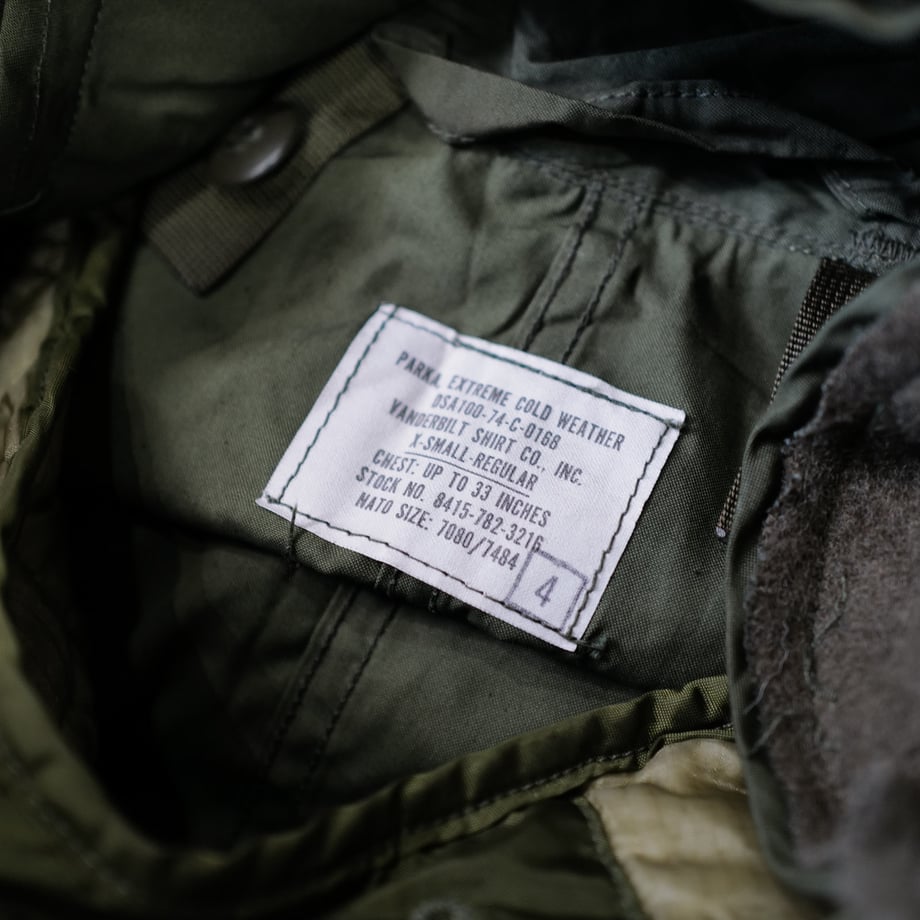 PARKA, EXTREME COLD WEATHER
DSA100-74-C-0168
VANDERBILT SHIRT CO., INC.
X-SMALL-REGULAR
CHEST: UP TO 33 INCHES
STOCK NO. 8415-782-3216
NATO SIZE: 7080/7484
4